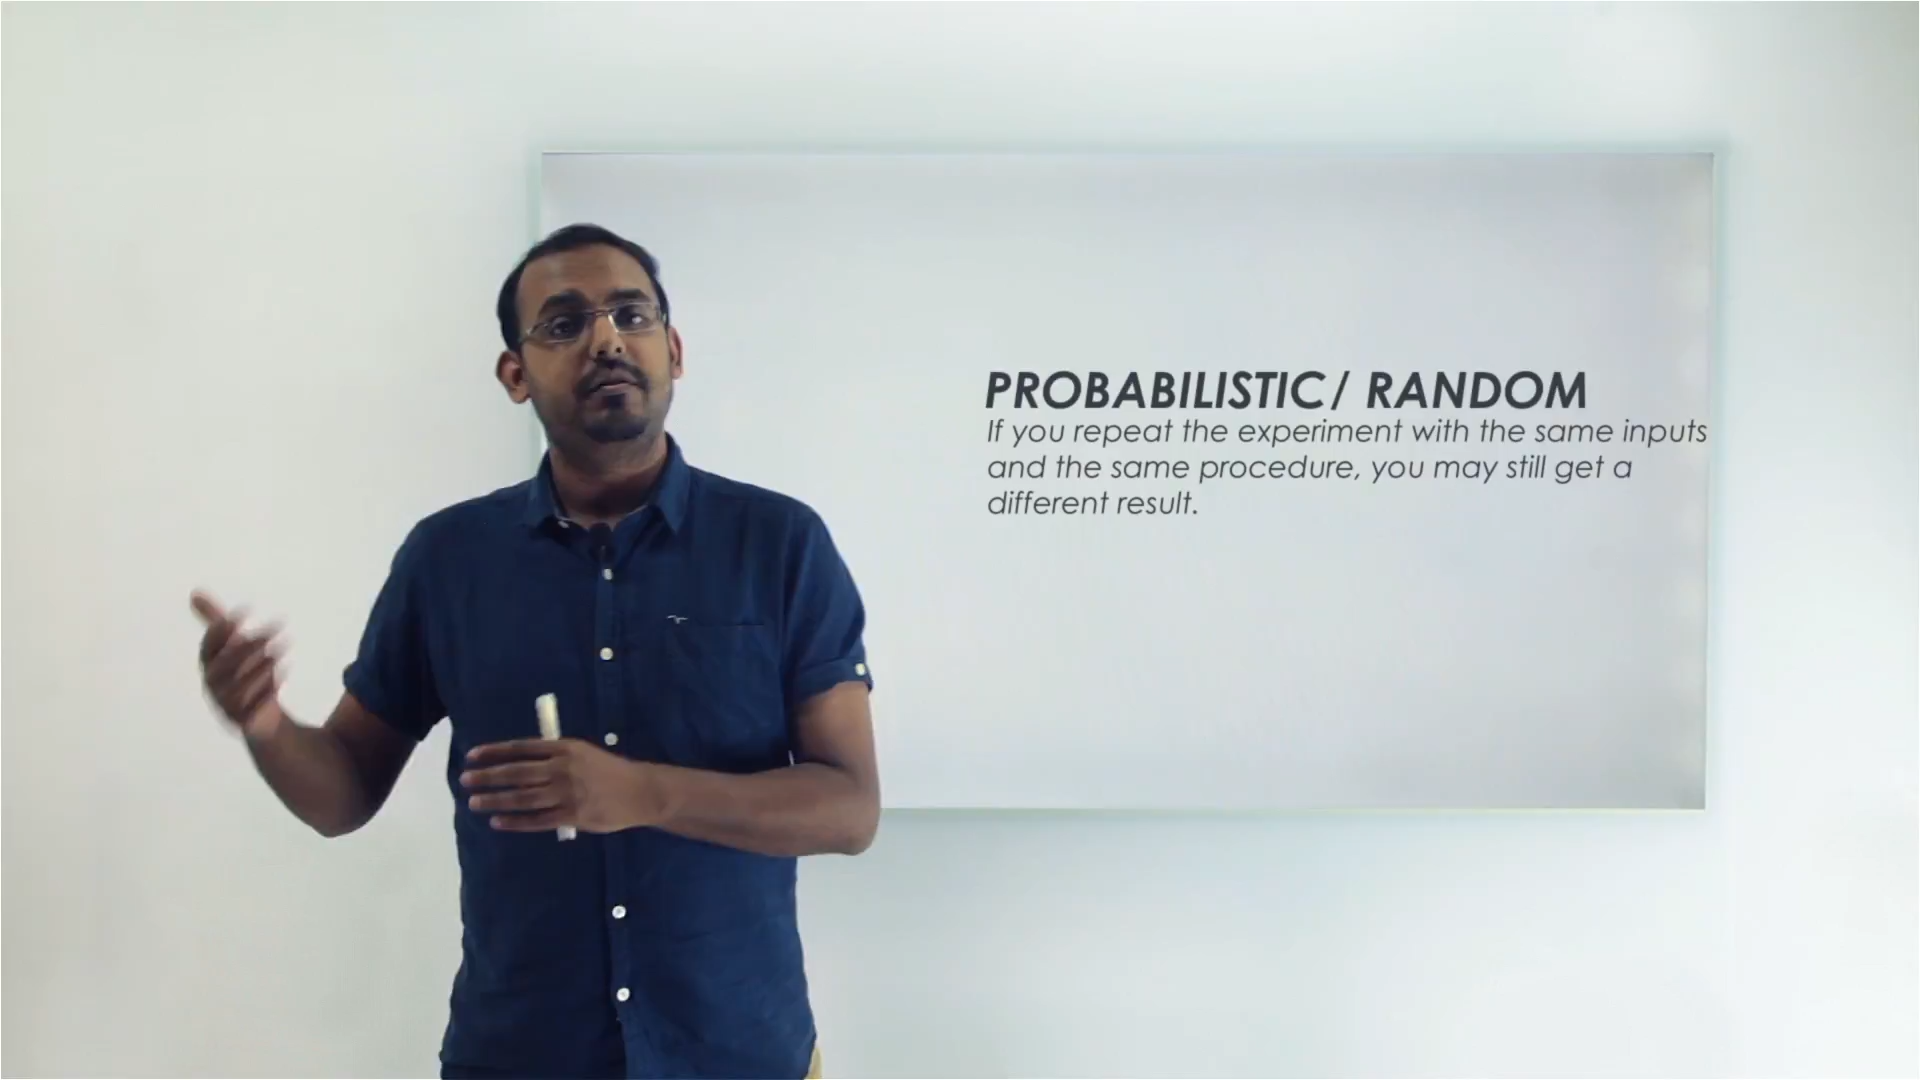 PROBABILISTIC/ RANDOM
If you repeat the experiment with the same inputs
and the same procedure, you may still get a
different result.